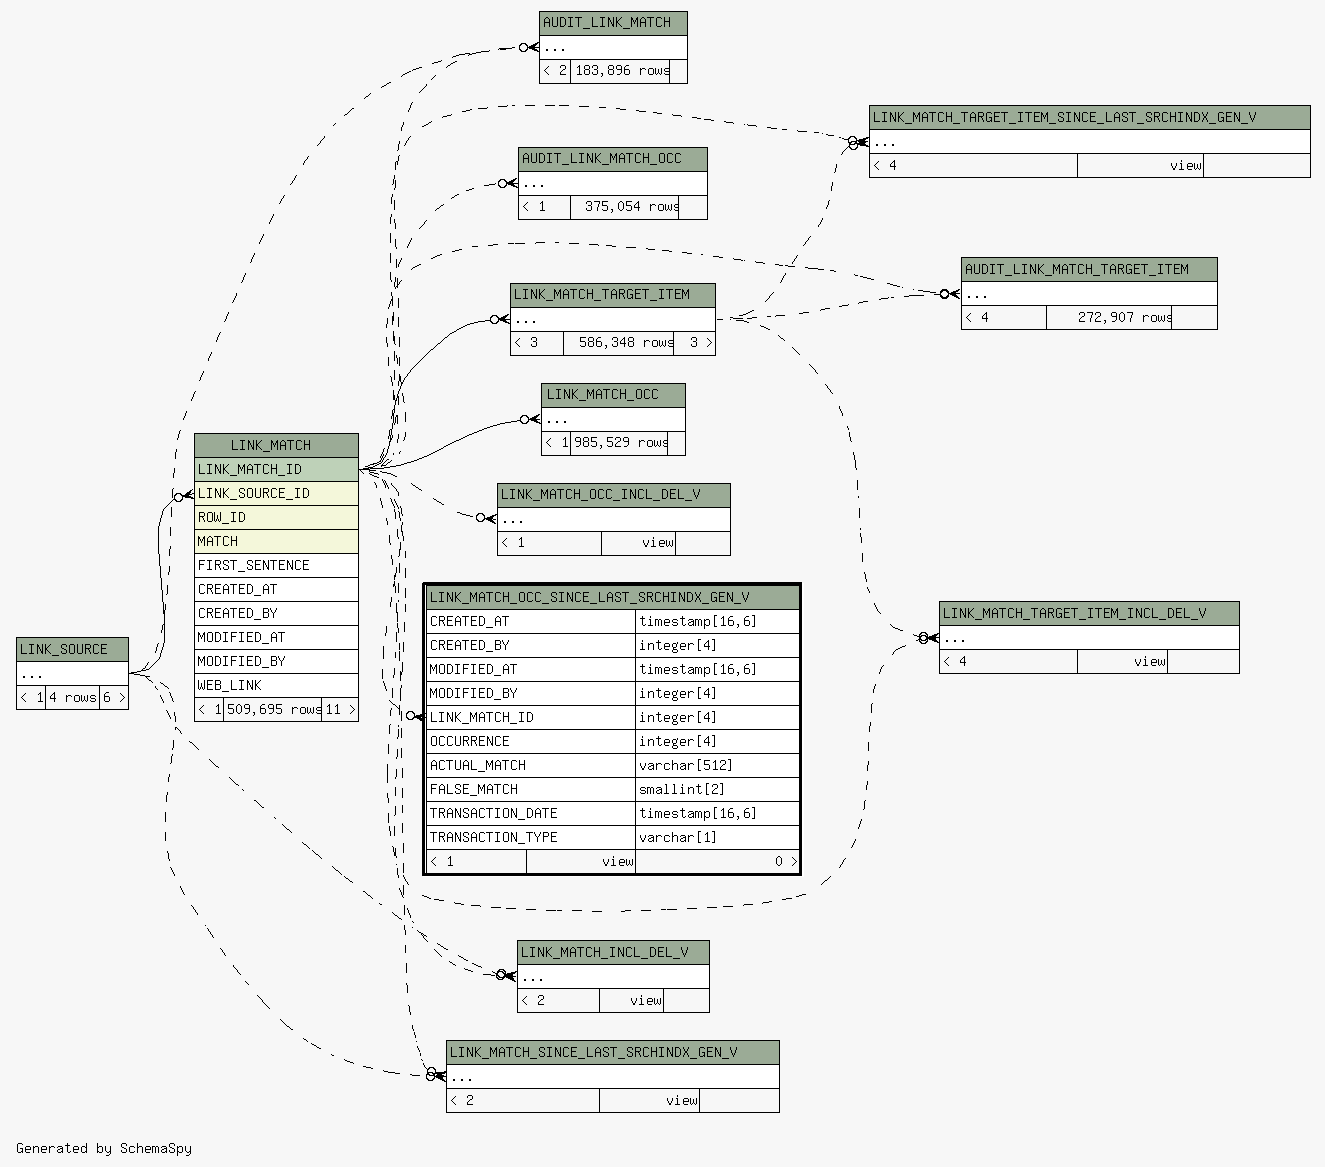 AUDIT_LINK_MATCH
...
< 2 183,896 rows
LINK_MATCH_TARGET_ITEM_SINCE_LAST_SRCHINDX_GEN_V
...
< 4 view
AUDIT_LINK_MATCH_OCC
...
< 1 375,054 rows
AUDIT_LINK_MATCH_TARGET_ITEM
...
< 4 272,907 rows
LINK_MATCH_TARGET_ITEM
...
< 3 586,348 rows 3 >
LINK_MATCH_OCC
...
< 1 985,529 rows
LINK_MATCH
LINK_MATCH_ID
LINK_SOURCE_ID
ROW_ID
MATCH
FIRST_SENTENCE
CREATED_AT
CREATED_BY
MODIFIED_AT
MODIFIED_BY
WEB_LINK
< 1 509,695 rows 11 >
LINK_MATCH_OCC_INCL_DEL_V
...
< 1 view
LINK_MATCH_OCC_SINCE_LAST_SRCHINDX_GEN_V
CREATED_AT timestamp[16,6]
CREATED_BY integer[4]
MODIFIED_AT timestamp[16,6]
MODIFIED_BY integer[4]
LINK_MATCH_ID integer[4]
OCCURRENCE integer[4]
ACTUAL_MATCH varchar[512]
FALSE_MATCH smallint[2]
TRANSACTION_DATE timestamp[16,6]
TRANSACTION_TYPE varchar[1]
< 1 view 0 >
LINK_MATCH_TARGET_ITEM_INCL_DEL_V
...
< 4 view
LINK_SOURCE
...
< 1 4 rows 6 >
LINK_MATCH_INCL_DEL_V
...
< 2 view
LINK_MATCH_SINCE_LAST_SRCHINDX_GEN_V
...
< 2 view
Generated by SchemaSpy